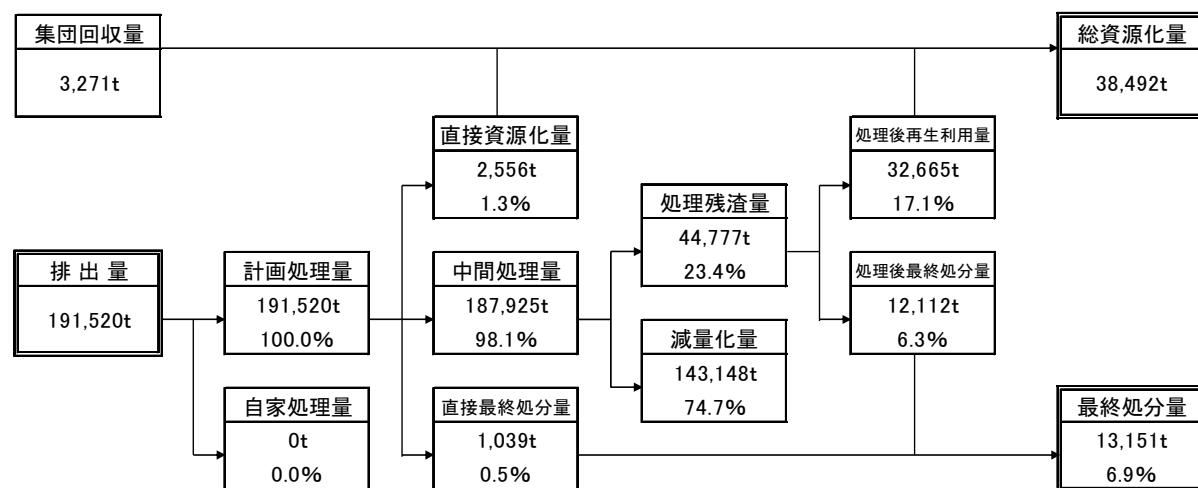 集団回収量
3,271t
総資源化量
38,492t
直接資源化量
2,556t
1.3%
処理後再生利用量
32,665t
17.1%
処理残渣量
44,777t
23.4%
排 出 量
191,520t
計画処理量
191,520t
100.0%
中間処理量
187,925t
98.1%
処理後最終処分量
12,112t
6.3%
減量化量
143,148t
74.7%
自家処理量
0t
0.0%
直接最終処分量
1,039t
0.5%
最終処分量
13,151t
6.9%